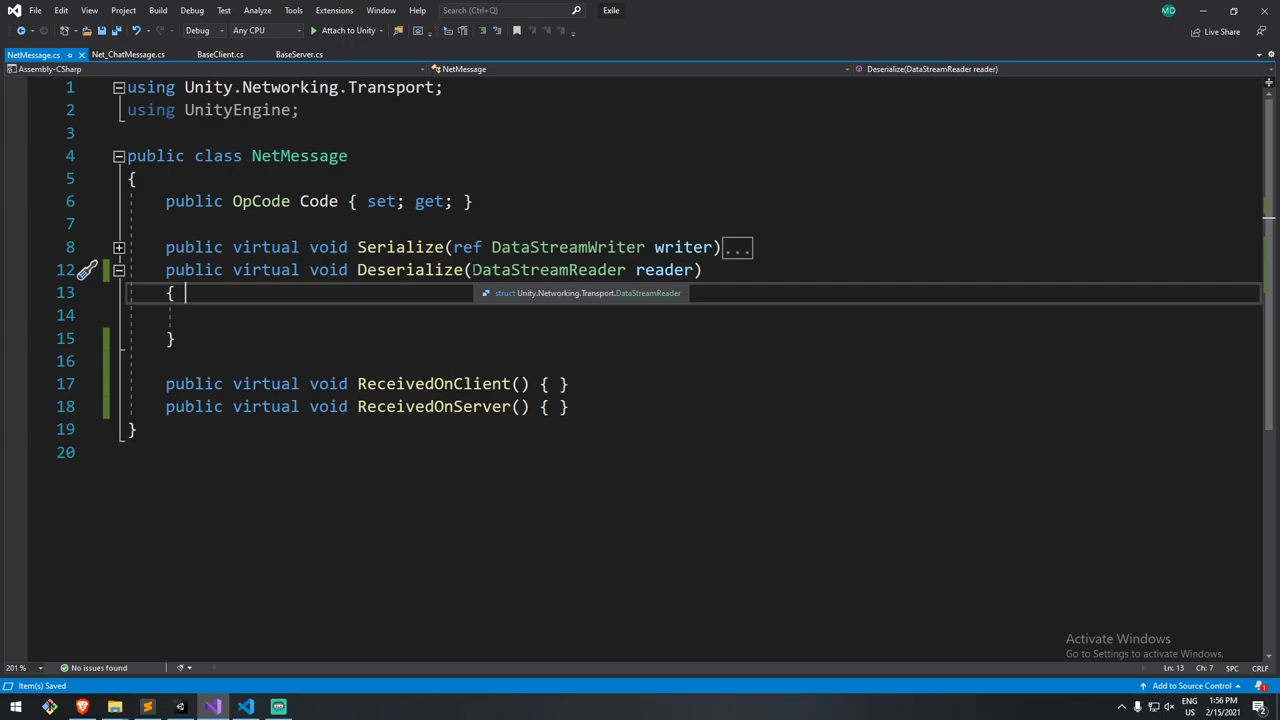 File Edit View Project Build Debug Test Analyze Tools Extensions Window Help Search (Ctrl+Q) Exile MD
Debug Any CPU Attach to Unity Live Share
NetMessage.cs Net_ChatMessage.cs BaseClient.cs BaseServer.cs
Assembly-CSharp NetMessage Deserialize(DataStreamReader reader)
1 using Unity.Networking.Transport;
2 using UnityEngine;
3
4 public class NetMessage
5 {
6 public OpCode Code { set; get; }
7
8 public virtual void Serialize(ref DataStreamWriter writer)...
12 public virtual void Deserialize(DataStreamReader reader)
13 {
struct Unity.Networking.Transport.DataStreamReader
14
15 }
16
17 public virtual void ReceivedOnClient() { }
18 public virtual void ReceivedOnServer() { }
19 }
20
Activate Windows
Go to Settings to activate Windows.
201 % No issues found Ln: 13 Ch: 7 SPC CRLF
Item(s) Saved Add to Source Control 1
ENG 1:56 PM
US 2/15/2021 2